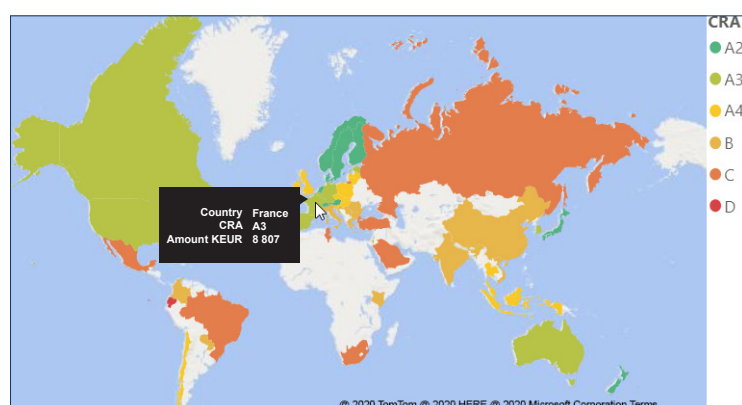 CRA
A2
A3
A4
B
C
D
Country France
CRA A3
Amount KEUR 8 807
© 2020 TomTom © 2020 HERE © 2020 Microsoft Corporation Terms